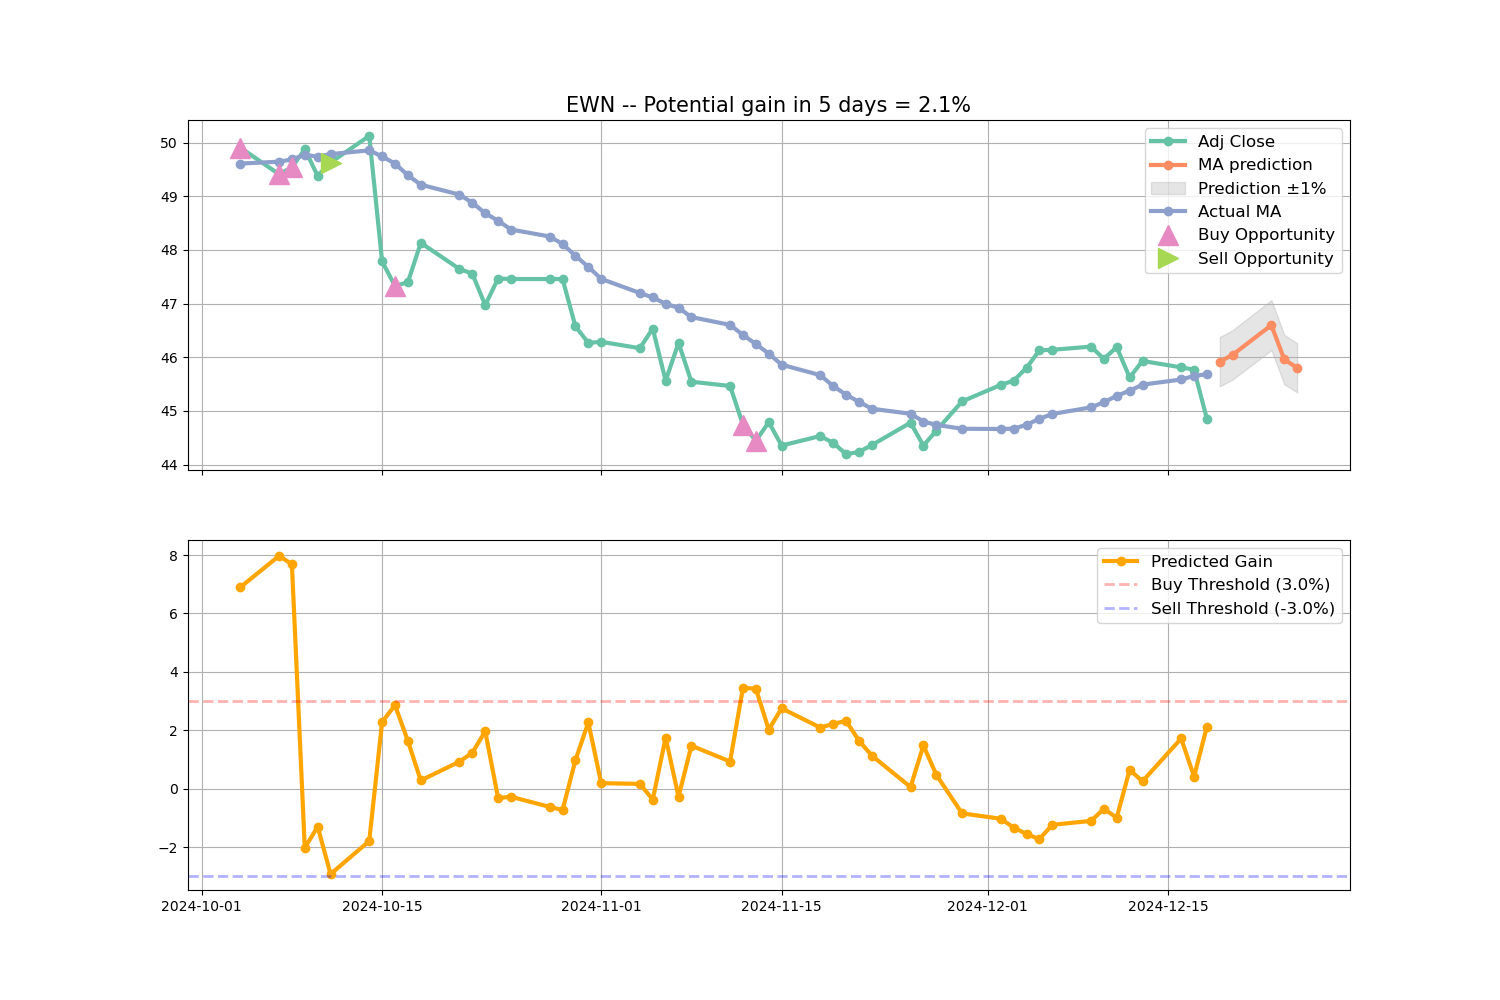 EWN -- Potential gain in 5 days = 2.1%
50
49
48
47
46
45
44
Adj Close
MA prediction
Prediction ±1%
Actual MA
Buy Opportunity
Sell Opportunity
8
6
4
2
0
−2
Predicted Gain
Buy Threshold (3.0%)
Sell Threshold (-3.0%)
2024-10-01
2024-10-15
2024-11-01
2024-11-15
2024-12-01
2024-12-15